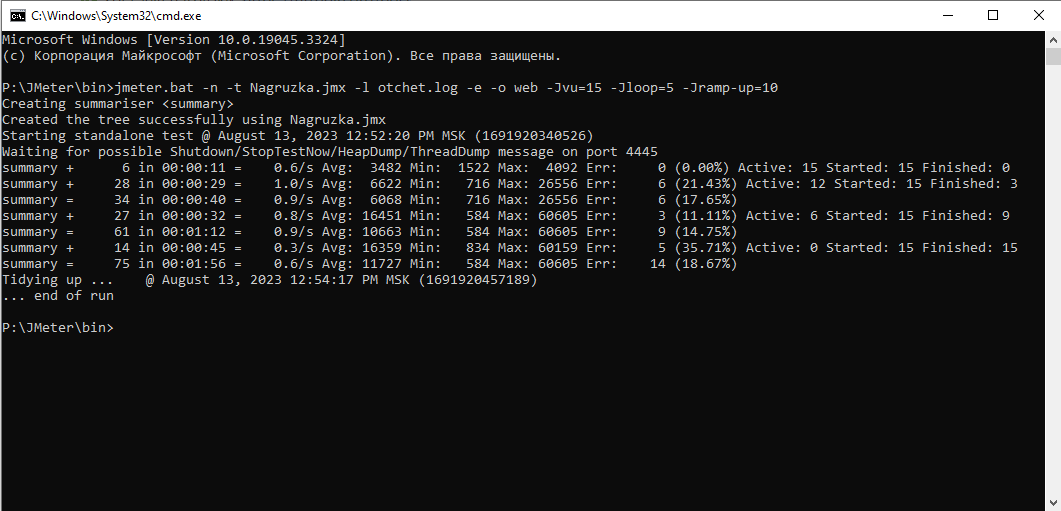 C:\Windows\System32\cmd.exe
Microsoft Windows [Version 10.0.19045.3324]
(c) Корпорация Майкрософт (Microsoft Corporation). Все права защищены.
P:\JMeter\bin>jmeter.bat -n -t Nagruzka.jmx -l otchet.log -e -o web -Jvu=15 -Jloop=5 -Jramp-up=10
Creating summariser <summary>
Created the tree successfully using Nagruzka.jmx
Starting standalone test @ August 13, 2023 12:52:20 PM MSK (1691920340526)
Waiting for possible Shutdown/StopTestNow/HeapDump/ThreadDump message on port 4445
summary +      6 in 00:00:11 =    0.6/s Avg:  3482 Min:  1522 Max:  4092 Err:     0 (0.00%) Active: 15 Started: 15 Finished: 0
summary +     28 in 00:00:29 =    1.0/s Avg:  6622 Min:   716 Max: 26556 Err:     6 (21.43%) Active: 12 Started: 15 Finished: 3
summary =     34 in 00:00:40 =    0.9/s Avg:  6068 Min:   716 Max: 26556 Err:     6 (17.65%)
summary +     27 in 00:00:32 =    0.8/s Avg: 16451 Min:   584 Max: 60605 Err:     3 (11.11%) Active: 6 Started: 15 Finished: 9
summary =     61 in 00:01:12 =    0.9/s Avg: 10663 Min:   584 Max: 60605 Err:     9 (14.75%)
summary +     14 in 00:00:45 =    0.3/s Avg: 16359 Min:   834 Max: 60159 Err:     5 (35.71%) Active: 0 Started: 15 Finished: 15
summary =     75 in 00:01:56 =    0.6/s Avg: 11727 Min:   584 Max: 60605 Err:    14 (18.67%)
Tidying up ...    @ August 13, 2023 12:54:17 PM MSK (1691920457189)
... end of run
P:\JMeter\bin>